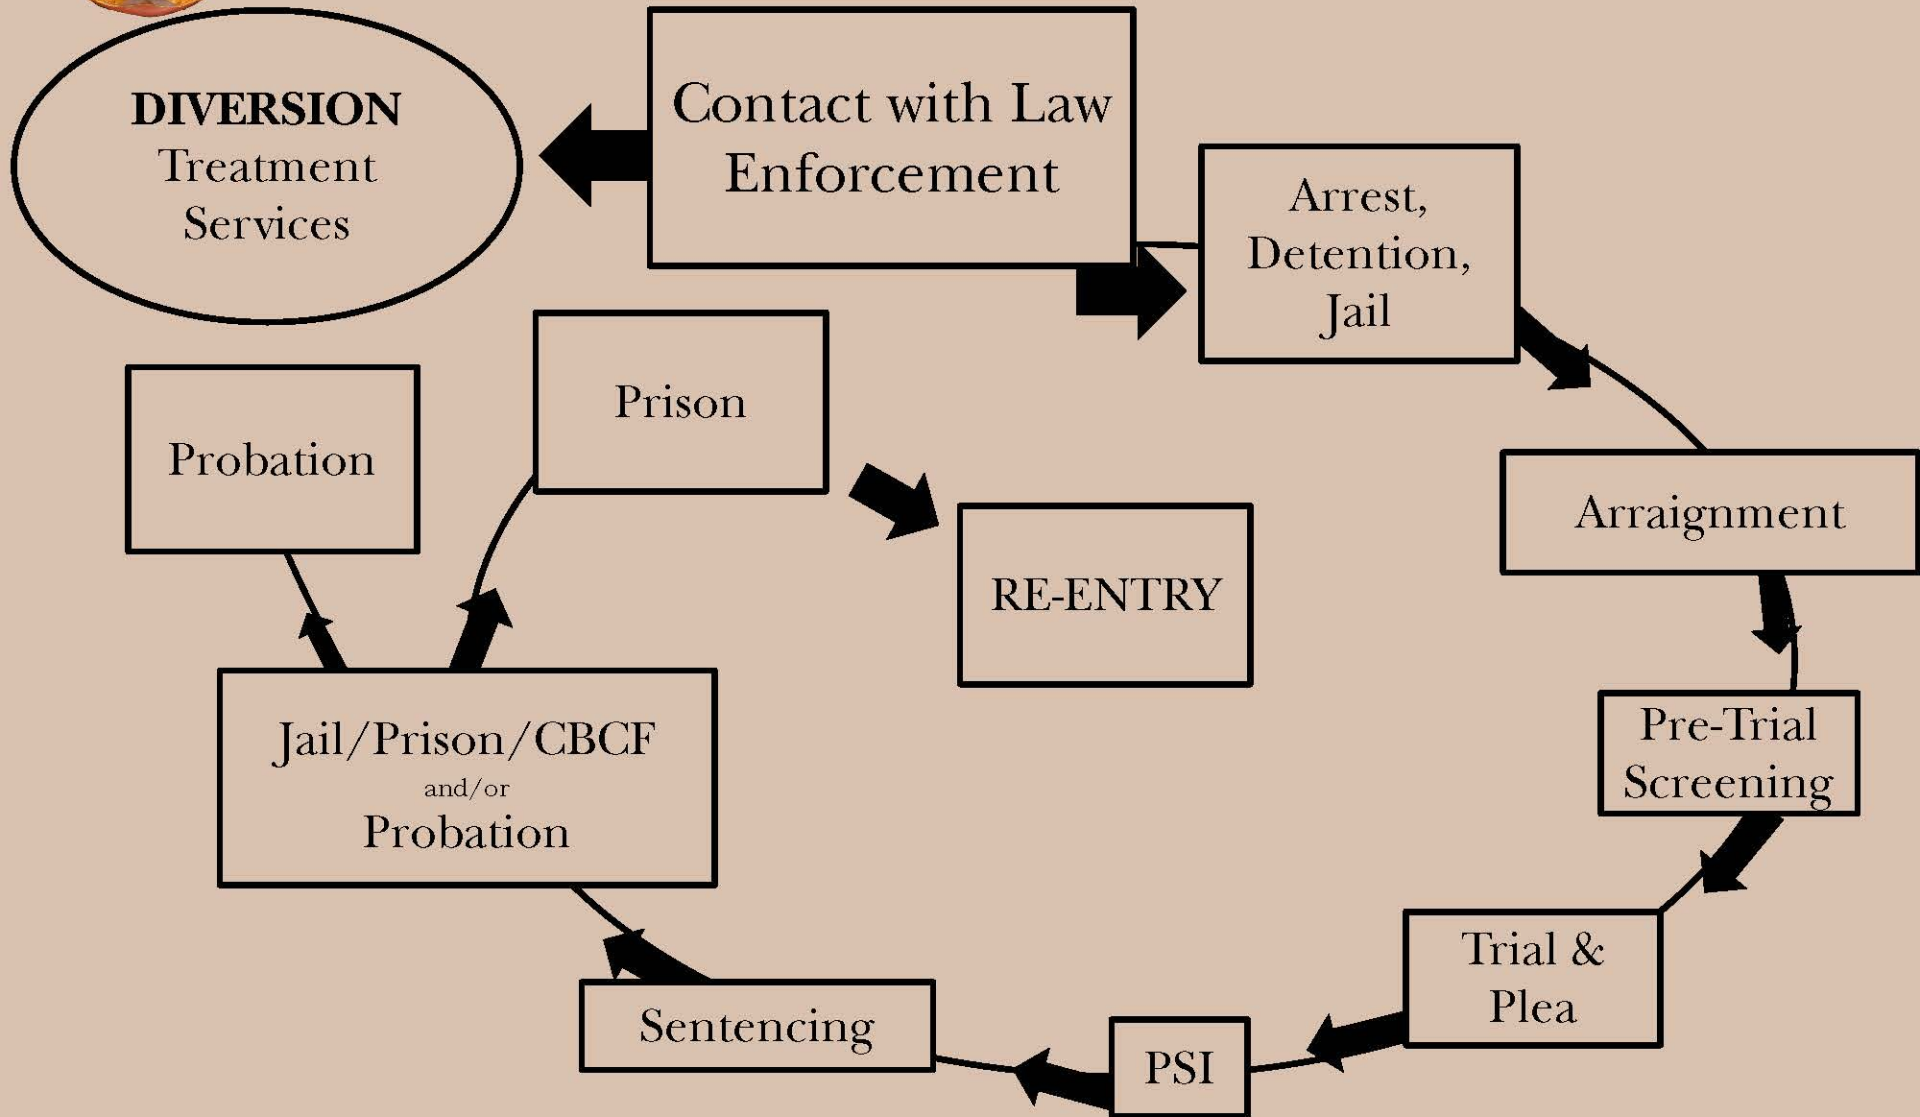 DIVERSION
Treatment
Services
Contact with Law
Enforcement
Arrest,
Detention,
Jail
Arraignment
Pre-Trial
Screening
Trial &
Plea
PSI
Sentencing
Jail/Prison/CBCF
and/or
Probation
Probation
Prison
RE-ENTRY